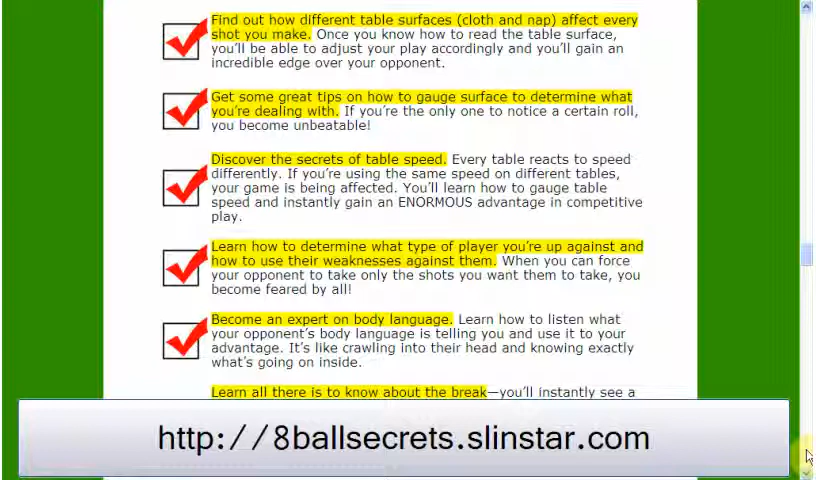 Find out how different table surfaces (cloth and nap) affect every
shot you make. Once you know how to read the table surface,
you'll be able to adjust your play accordingly and you'll gain an
incredible edge over your opponent.
Get some great tips on how to gauge surface to determine what
you're dealing with. If you're the only one to notice a certain roll,
you become unbeatable!
Discover the secrets of table speed. Every table reacts to speed
differently. If you're using the same speed on different tables,
your game is being affected. You'll learn how to gauge table
speed and instantly gain an ENORMOUS advantage in competitive
play.
Learn how to determine what type of player you're up against and
how to use their weaknesses against them. When you can force
your opponent to take only the shots you want them to take, you
become feared by all!
Become an expert on body language. Learn how to listen what
your opponent's body language is telling you and use it to your
advantage. It's like crawling into their head and knowing exactly
what's going on inside.
Learn all there is to know about the break—you'll instantly see a
http://8ballsecrets.slinstar.com